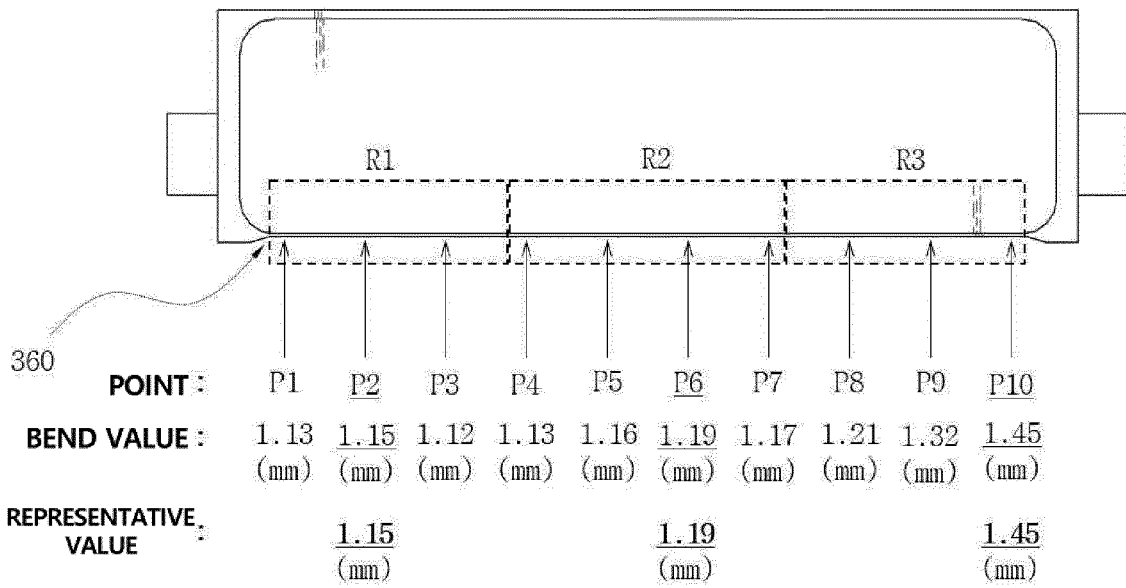 R1 R2 R3
360
POINT : P1 P2 P3 P4 P5 P6 P7 P8 P9 P10
BEND VALUE : 1.13 1.15 1.12 1.13 1.16 1.19 1.17 1.21 1.32 1.45
(mm) (mm) (mm) (mm) (mm) (mm) (mm) (mm) (mm) (mm)
REPRESENTATIVE
VALUE : 1.15 1.19 1.45
(mm) (mm) (mm)